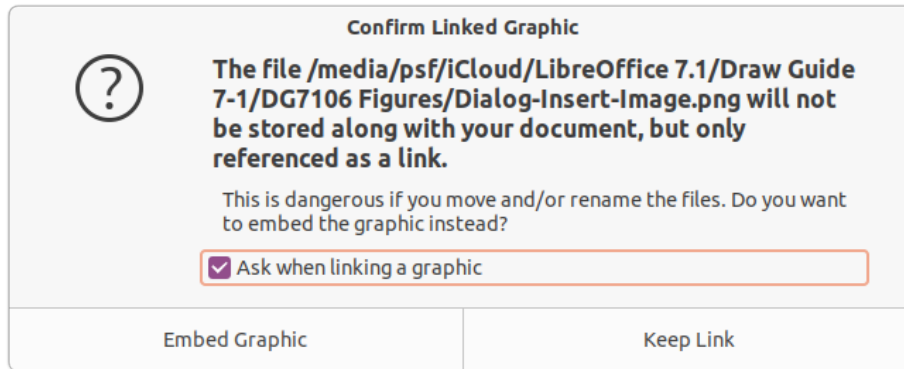 Confirm Linked Graphic
The file /media/psf/iCloud/LibreOffice 7.1/Draw Guide
7-1/DG7106 Figures/Dialog-Insert-Image.png will not
be stored along with your document, but only
referenced as a link.
This is dangerous if you move and/or rename the files. Do you want
to embed the graphic instead?
Ask when linking a graphic
Embed Graphic
Keep Link